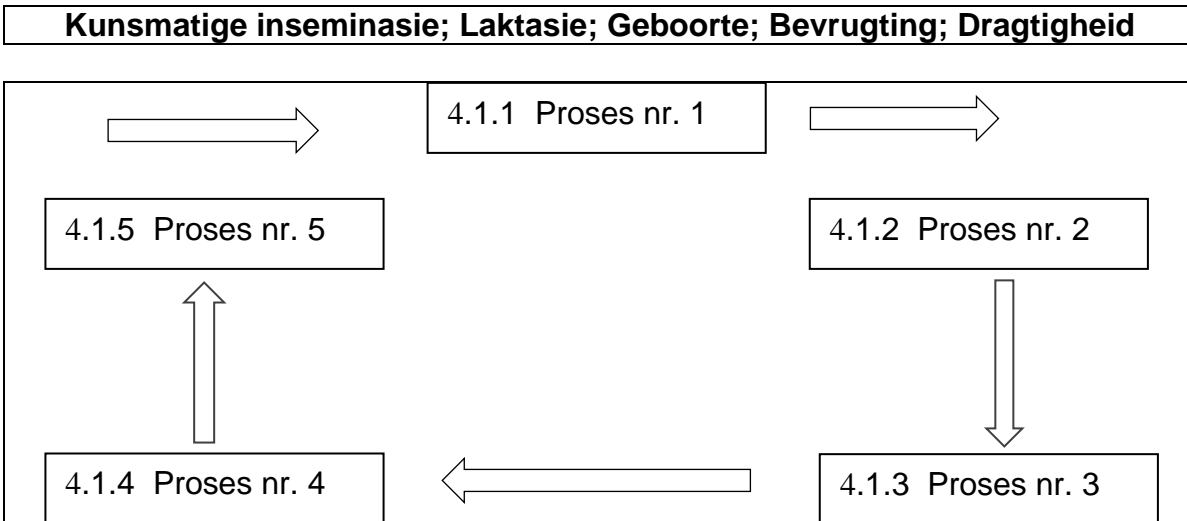 Kunsmatige inseminasie; Laktasie; Geboorte; Bevrugting; Dragtigheid
4.1.1 Proses nr. 1
4.1.5 Proses nr. 5
4.1.2 Proses nr. 2
4.1.4 Proses nr. 4
4.1.3 Proses nr. 3